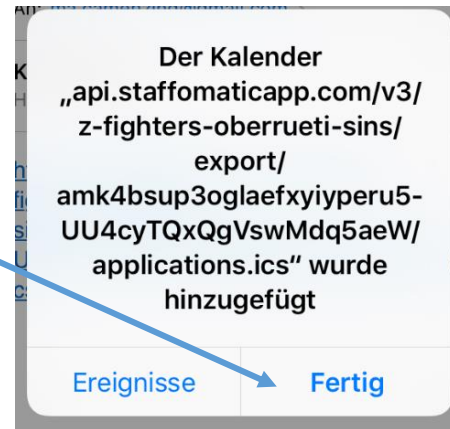 Der Kalender
„api.staffomaticapp.com/v3/
z-fighters-oberrueti-sins/
export/
amk4bsup3oglaefxyiyperu5-
UU4cyTQxQgVswMdq5aeW/
applications.ics“ wurde
hinzugefügt
Ereignisse Fertig